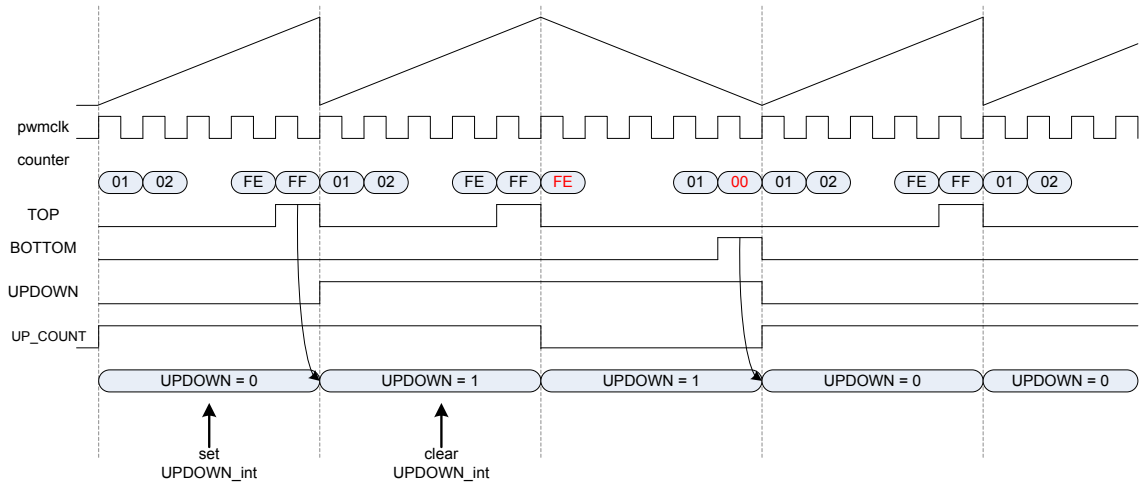 pwmclk
counter
01 02 FE FF 01 02 FE FF FE 01 00 01 02 FE FF 01 02
TOP
BOTTOM
UPDOWN
UP_COUNT
UPDOWN = 0 UPDOWN = 1 UPDOWN = 1 UPDOWN = 0 UPDOWN = 0
set
UPDOWN_int
clear
UPDOWN_int